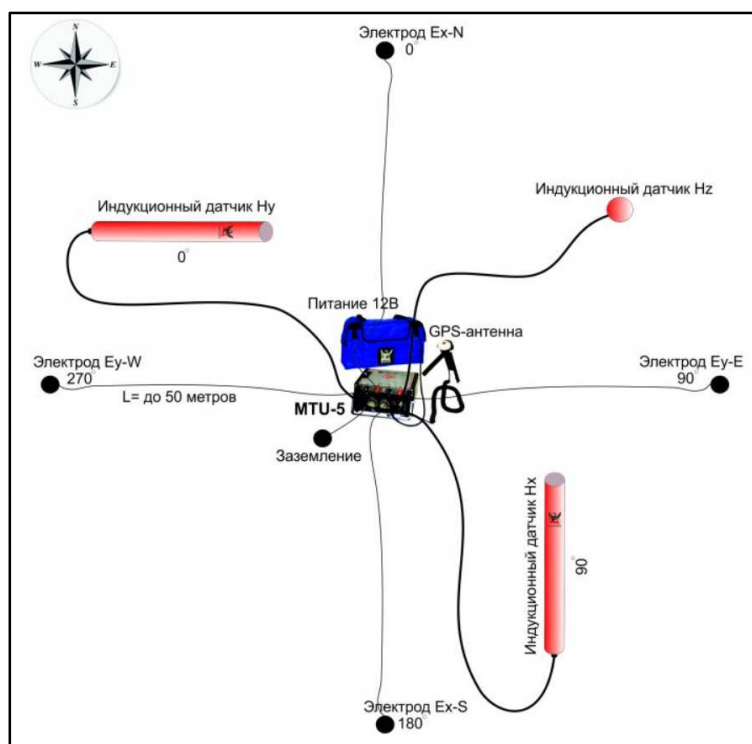 Электрод Ex-N
0°
N
W E
S
Индукционный датчик Hz
Индукционный датчик Hy
0°
Питание 12В
GPS-антенна
Электрод Ey-W
270°
L= до 50 метров
MTU-5
Заземление
Электрод Ey-E
90°
Индукционный датчик Hx
90°
Электрод Ex-S
180°